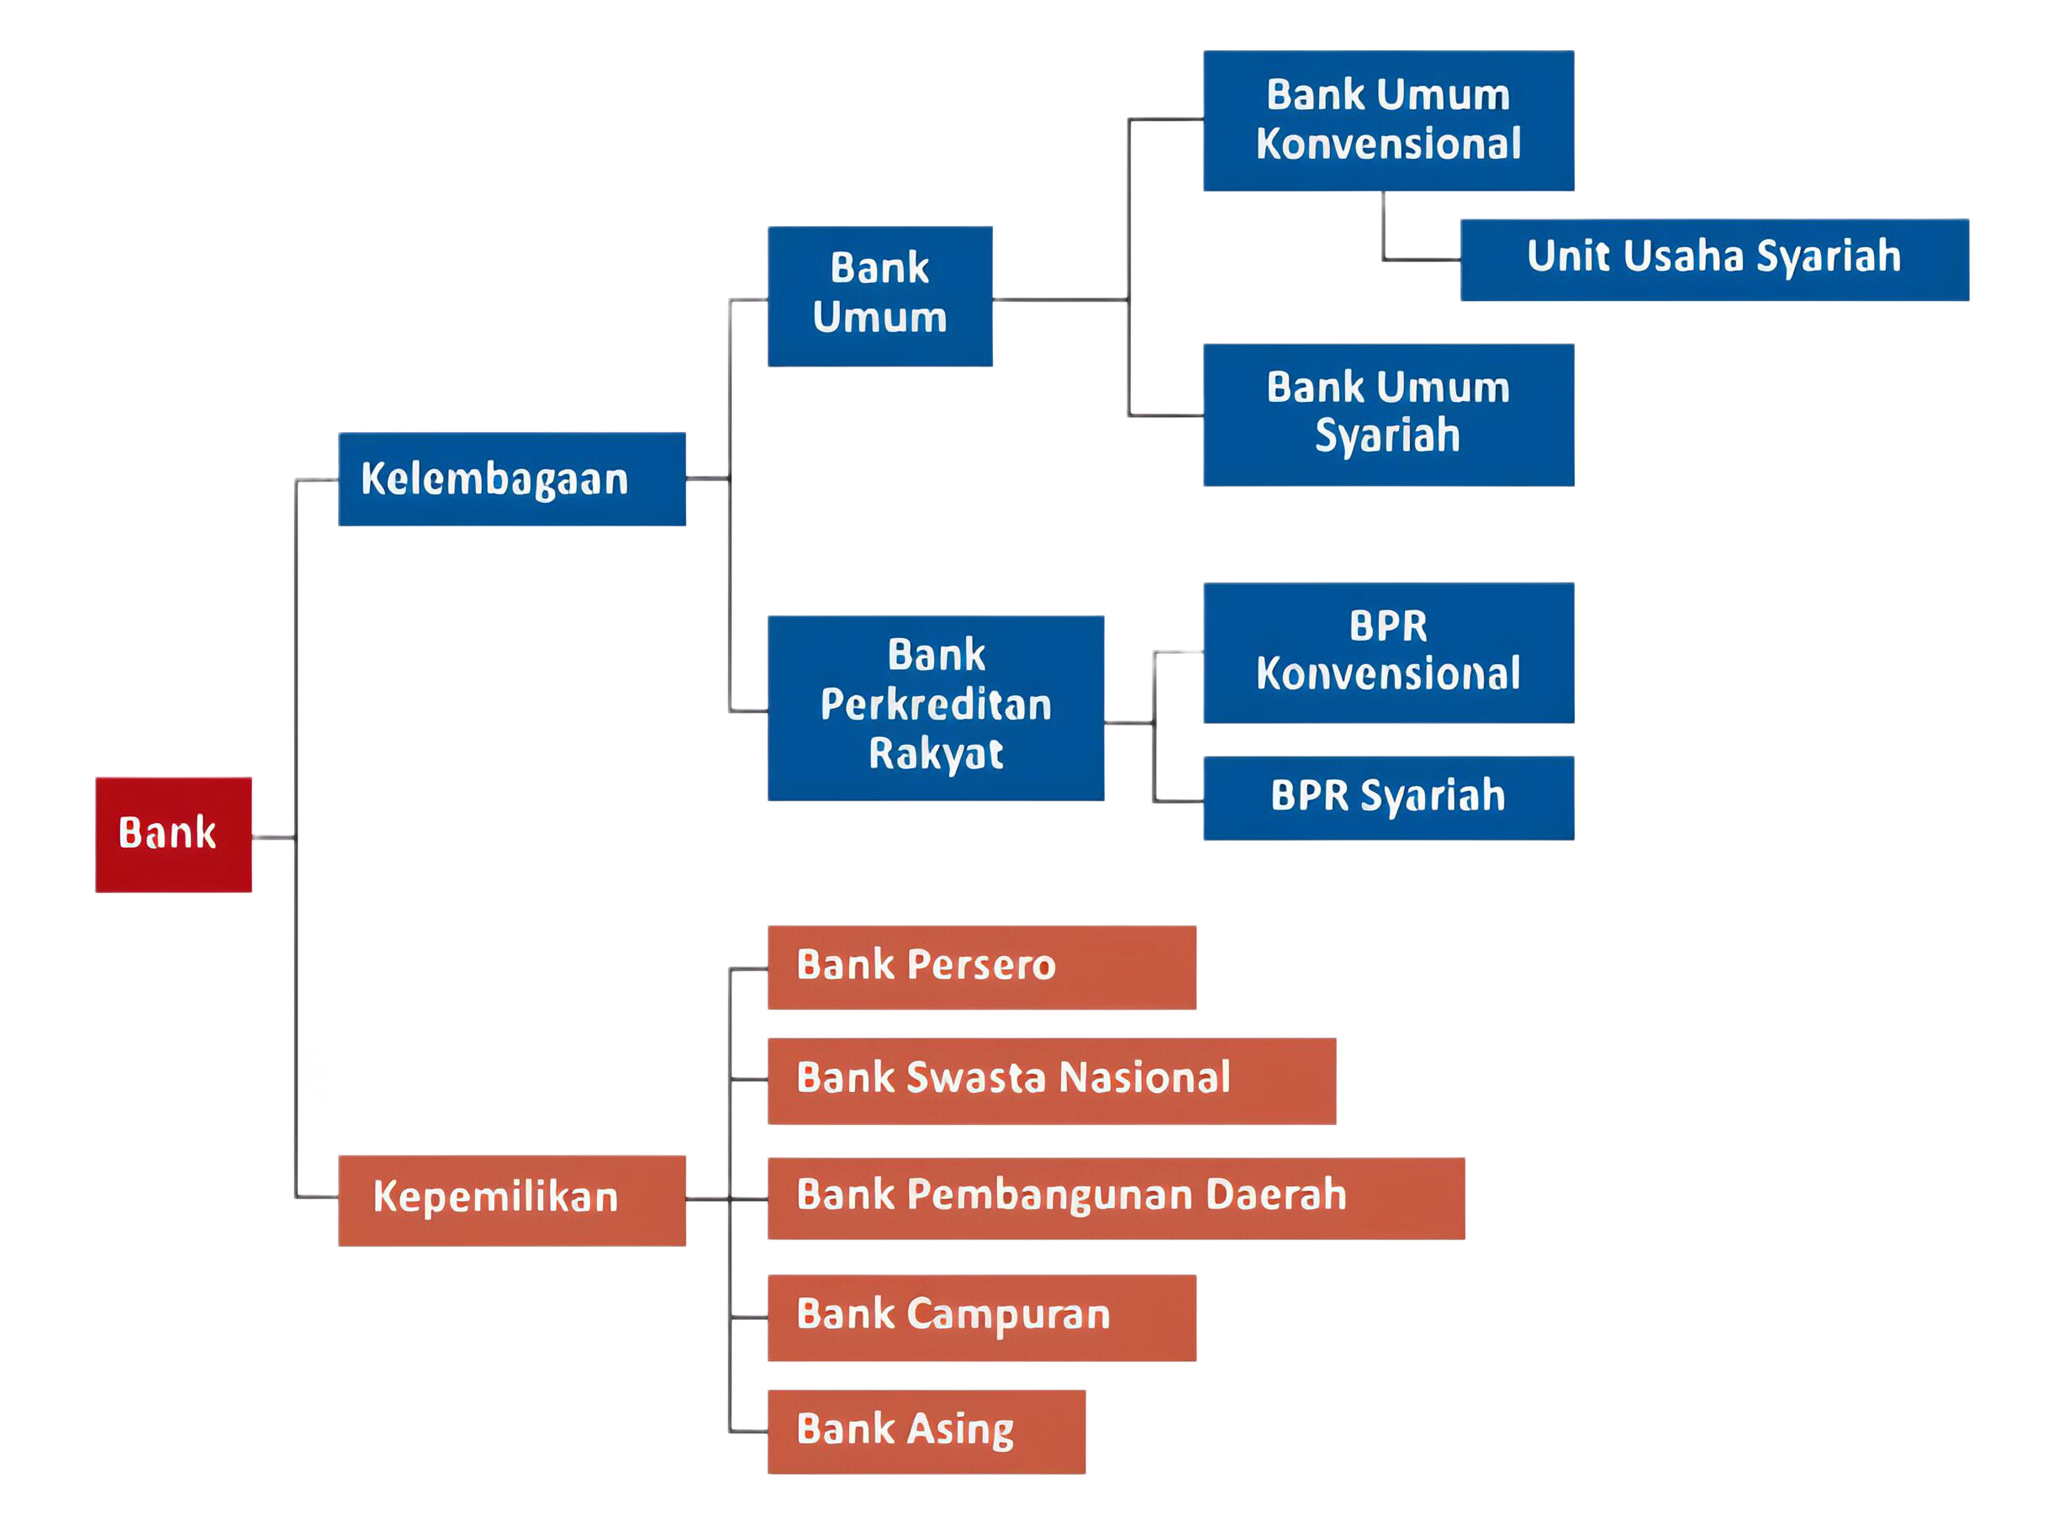 Bank
Kelembagaan
Bank
Umum
Bank Umum
Konvensional
Unit Usaha Syariah
Bank Umum
Syariah
Bank
Perkreditan
Rakyat
BPR
Konvensional
BPR Syariah
Kepemilikan
Bank Persero
Bank Swasta Nasional
Bank Pembangunan Daerah
Bank Campuran
Bank Asing